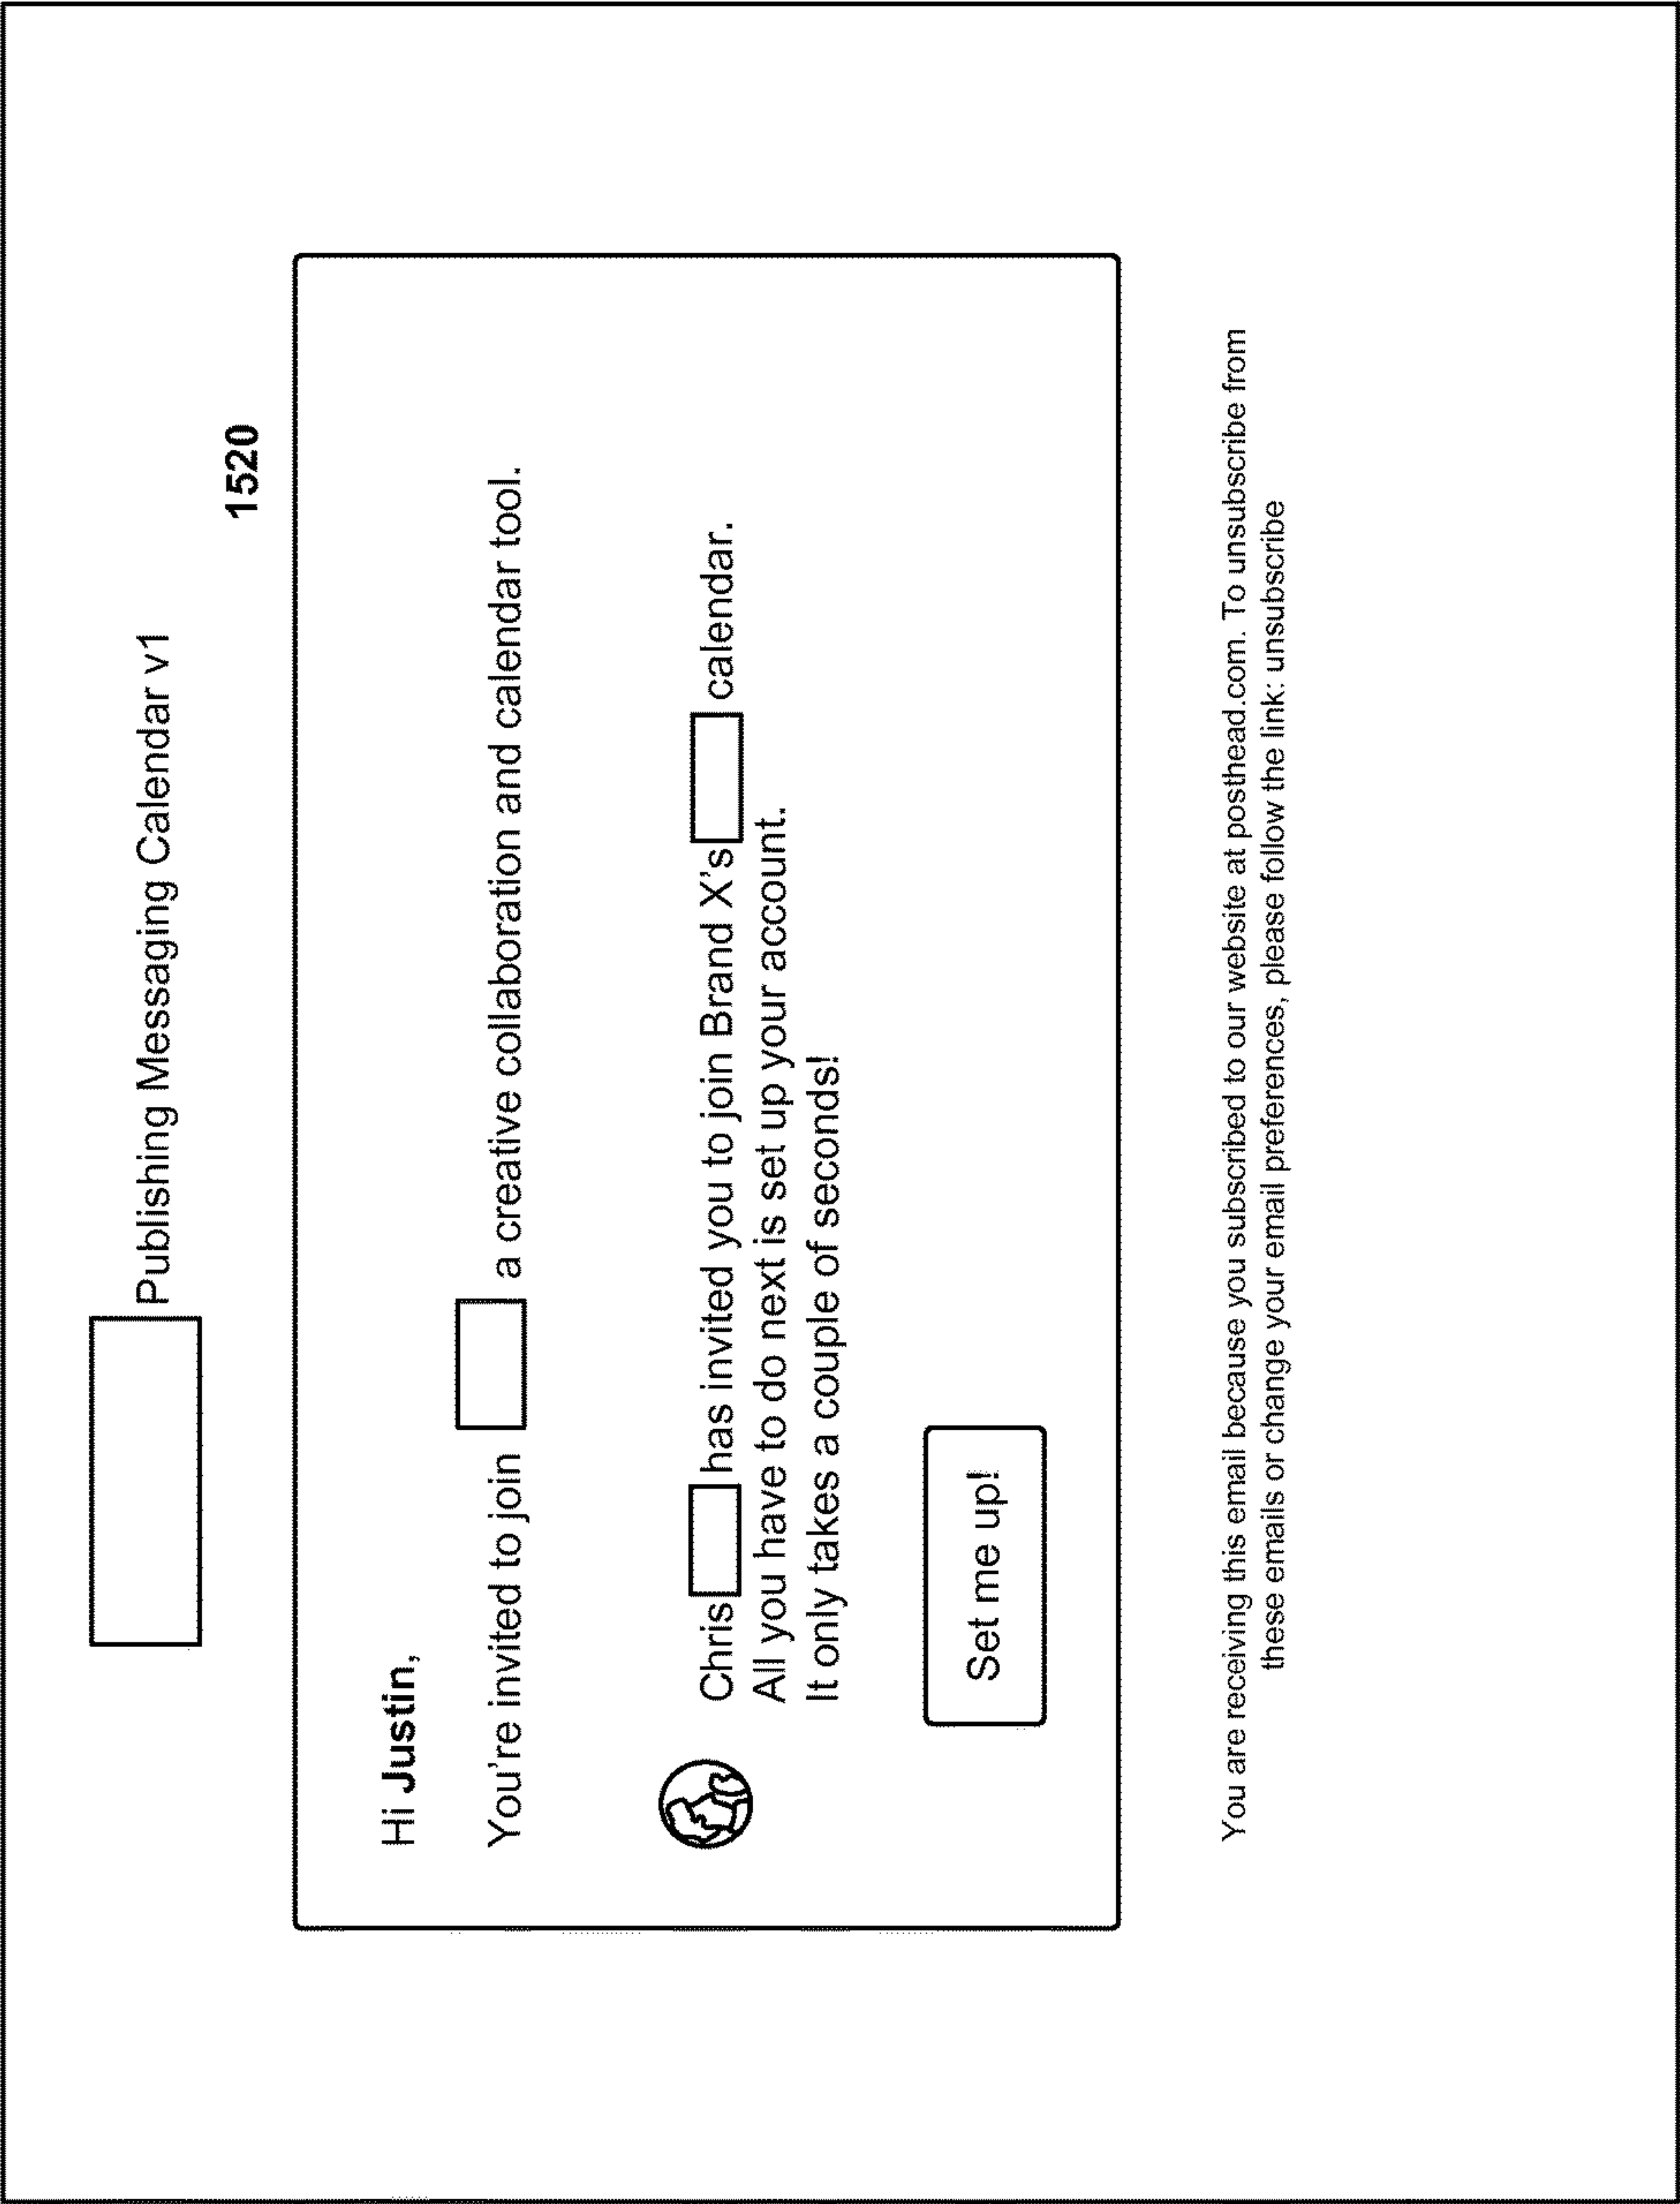 Publishing Messaging Calendar v1
1520
Hi Justin,
You're invited to join a creative collaboration and calendar tool.
Chris has invited you to join Brand X's calendar.
All you have to do next is set up your account.
It only takes a couple of seconds!
Set me up!
You are receiving this email because you subscribed to our website at posthead.com. To unsubscribe from
these emails or change your email preferences, please follow the link: unsubscribe